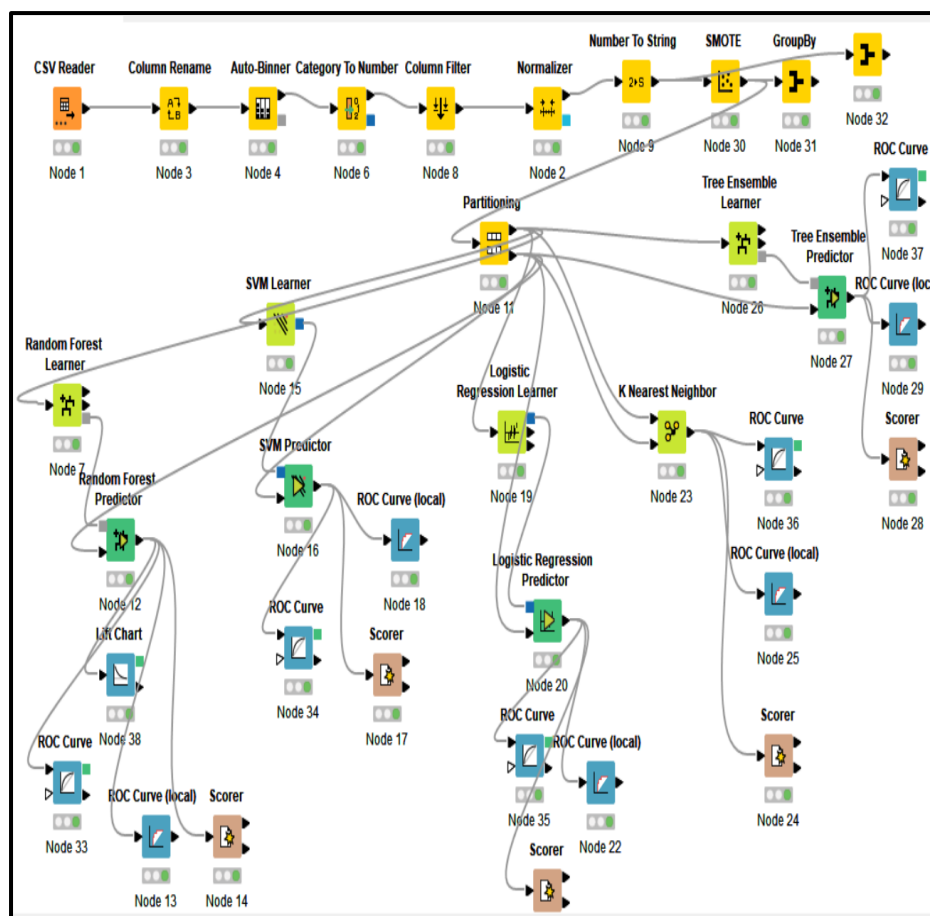 Number To String
SMOTE
GroupBy
CSV Reader
Column Rename
Auto-Binner
Category To Number
Column Filter
Normalizer
Node 1
Node 3
Node 4
Node 6
Node 8
Node 2
Node 9
Node 30
Node 31
Node 32
ROC Curve
Node 37
Partitioning
Node 11
Tree Ensemble
Learner
Node 26
Tree Ensemble
Predictor
Node 27
ROC Curve (loc
Node 29
Scorer
Node 28
SVM Learner
Node 15
Random Forest
Learner
Node 7
Logistic
Regression Learner
Node 19
K Nearest Neighbor
Node 23
ROC Curve
Node 36
ROC Curve (local)
Node 25
Scorer
Node 24
SVM Predictor
Node 16
ROC Curve (local)
Node 18
ROC Curve
Node 34
Scorer
Node 17
Random Forest
Predictor
Node 12
Lift Chart
Node 38
ROC Curve
Node 33
ROC Curve (local)
Node 13
Scorer
Node 14
Logistic Regression
Predictor
Node 20
ROC Curve
Node 35
ROC Curve (local)
Node 22
Scorer